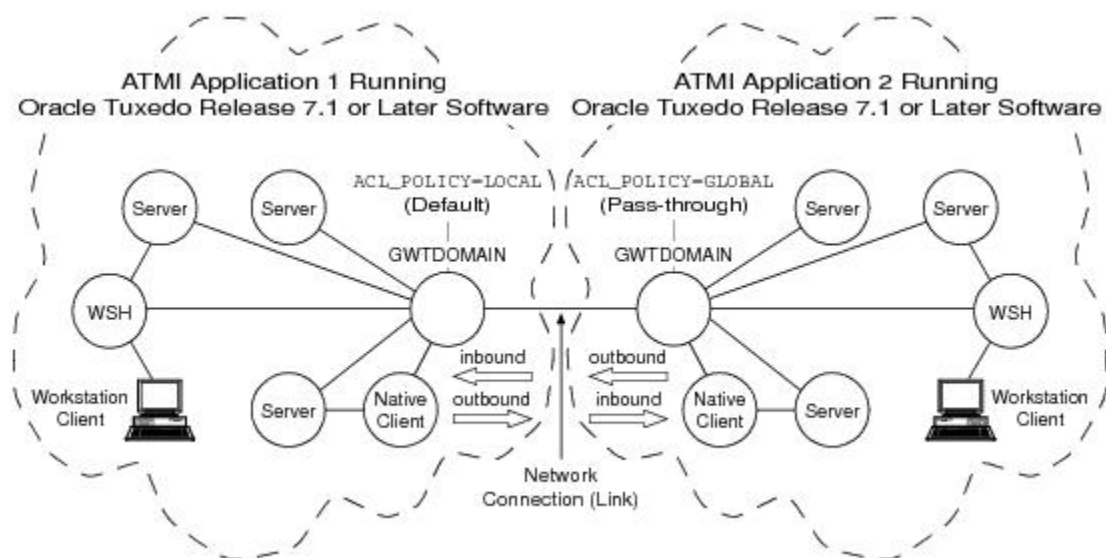 ATMI Application 1 Running
Oracle Tuxedo Release 7.1 or Later Software
ATMI Application 2 Running
Oracle Tuxedo Release 7.1 or Later Software
ACL_POLICY=LOCAL
(Default)
ACL_POLICY=GLOBAL
(Pass-through)
Server
Server
Server
Server
GWTDOMAIN
GWTDOMAIN
WSH
WSH
inbound
outbound
outbound
inbound
Workstation
Client
Server
Native
Client
Native
Client
Server
Workstation
Client
Network
Connection (Link)